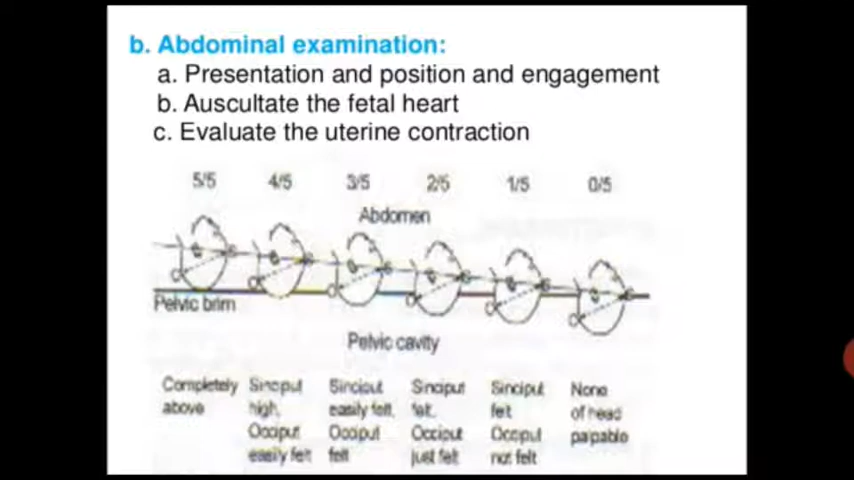 b. Abdominal examination:
a. Presentation and position and engagement
b. Auscultate the fetal heart
c. Evaluate the uterine contraction
5/5 4/5 3/5 2/5 1/5 0/5
Abdomen
Pelvic brim
Pelvic cavity
Completely Sinciput Sinciput Sinciput Sinciput None
above high, easily felt, felt, felt of head
Occiput Occiput Occiput Occiput palpable
easily felt felt just felt not felt